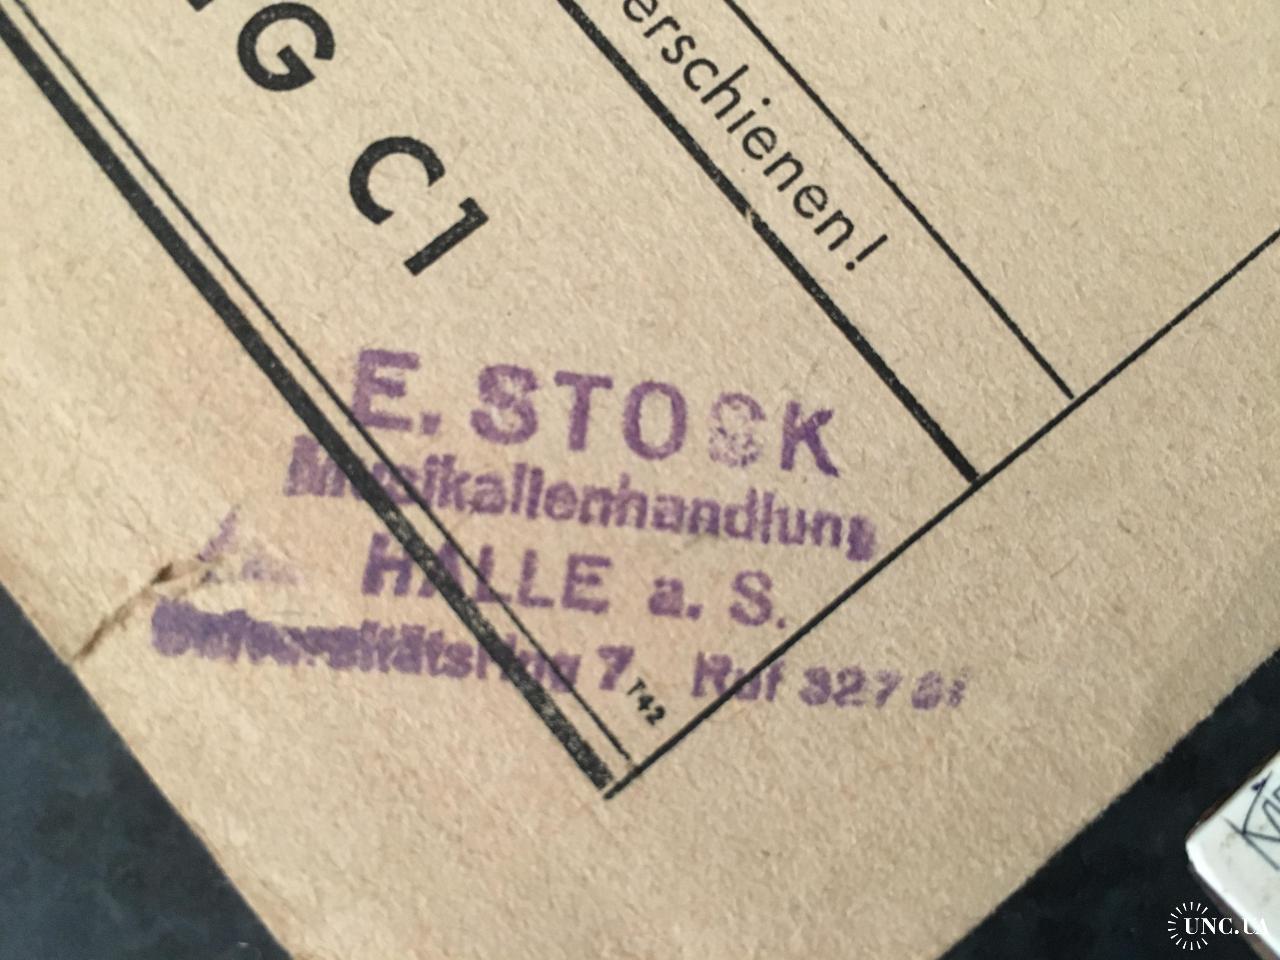 G C1
erschienen!
E. STOCK
Musikalienhandlung
HALLE a. S.
Universitätsring 7 Ruf 327
T42
UNC.UA